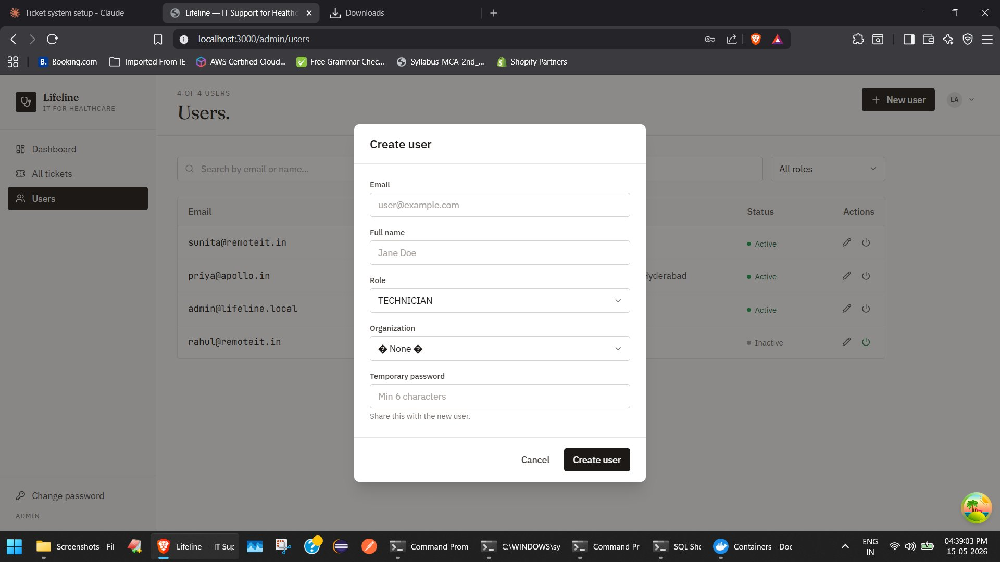 Ticket system setup - Claude
Lifeline — IT Support for Healthc
Downloads
localhost:3000/admin/users
Booking.com
Imported From IE
AWS Certified Cloud...
Free Grammar Chec...
Syllabus-MCA-2nd_...
Shopify Partners
Lifeline
IT FOR HEALTHCARE
4 OF 4 USERS
Users.
New user
LA
Dashboard
All tickets
Users
Search by email or name...
All roles
Email
Status
Actions
sunita@remoteit.in
Active
priya@apollo.in
Hyderabad
Active
admin@lifeline.local
Active
rahul@remoteit.in
Inactive
Create user
Email
user@example.com
Full name
Jane Doe
Role
TECHNICIAN
Organization
� None �
Temporary password
Min 6 characters
Share this with the new user.
Cancel
Create user
Change password
ADMIN
Screenshots - Fil
Lifeline — IT Sup
Command Prom
C:\WINDOWS\sy
Command Pr
SQL She
Containers - Doc
ENG
IN
04:39:03 PM
15-05-2026